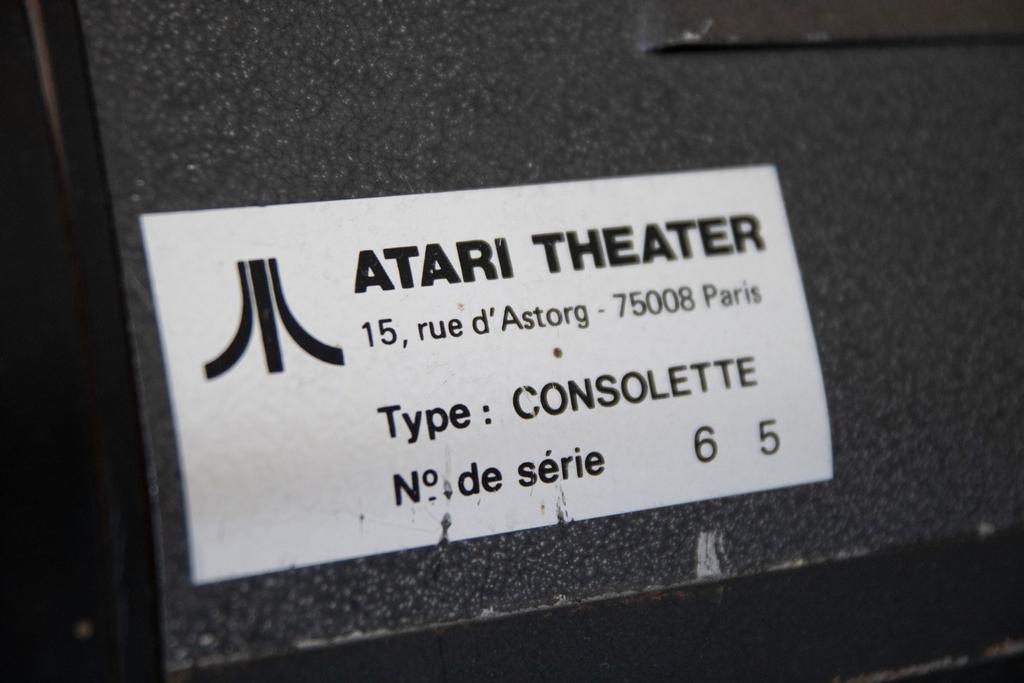 ATARI THEATER
15, rue d'Astorg - 75008 Paris
Type : CONSOLETTE
Nº. de série 6 5